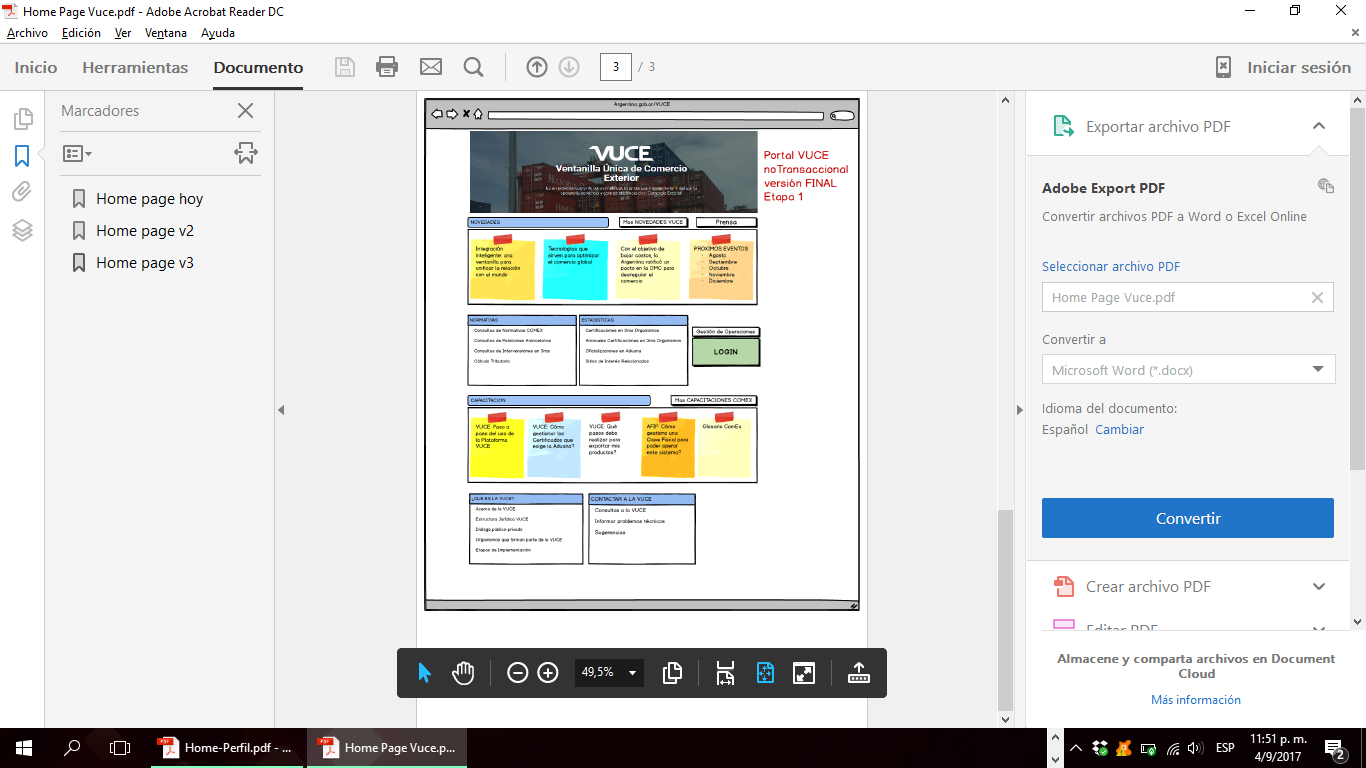 Home Page Vuce.pdf - Adobe Acrobat Reader DC
Archivo Edición Ver Ventana Ayuda
Inicio Herramientas Documento 3 / 3 Iniciar sesión
Marcadores
Home page hoy
Home page v2
Home page v3
Argentina.gob.ar/VUCE
VUCE
Ventanilla Única de Comercio
Exterior
Portal VUCE
noTransaccional
versión FINAL
Etapa 1
NOVEDADES Mas NOVEDADES VUCE Prensa
Integración
inteligente: una
ventanilla para
unificar la relación
con el mundo
Tecnologías que
sirven para optimizar
el comercio global
Con el objetivo de
bajar costos, la
Argentina ratificó un
pacto en la OMC para
desregular el
comercio
PROXIMOS EVENTOS
- Agosto
- Septiembre
- Octubre
- Noviembre
- Diciembre
NORMATIVAS
Consultas de Normativas COMEX
Consultas de Posiciones Arancelarias
Consultas de Intervenciones en 3ros
Cálculo Tributario
ESTADISTICAS
Certificaciones en 3ros Organismos
Aranceles Certificaciones en 3ros Organismos
Oficializaciones en Aduana
Sitios de Interés Relacionados
Gestión de Operaciones
LOGIN
CAPACITACION Mas CAPACITACIONES COMEX
VUCE: Paso a
paso del uso de
la Plataforma
VUCE
VUCE: Cómo
gestionar los
Certificados que
exige la Aduana?
VUCE: Qué
pasos debo
realizar para
exportar mis
productos?
AFIP: Cómo
gestiono una
Clave Fiscal para
poder operar
este sistema?
Glosario ComEx
¿QUE ES LA VUCE?
Acerca de la VUCE
Estructura Jurídica VUCE
Dialogo público-privado
Organismos que forman parte de la VUCE
Etapas de Implementación
CONTACTAR A LA VUCE
Consultas a la VUCE
Informar problemas técnicos
Sugerencias
49,5%
Exportar archivo PDF
Adobe Export PDF
Convertir archivos PDF a Word o Excel Online
Seleccionar archivo PDF
Home Page Vuce.pdf
Convertir a
Microsoft Word (*.docx)
Idioma del documento:
Español Cambiar
Convertir
Crear archivo PDF
Editar PDF
Almacene y comparta archivos en Document
Cloud
Más información
Home-Perfil.pdf - ... Home Page Vuce.p... ESP 11:51 p. m.
4/9/2017 2